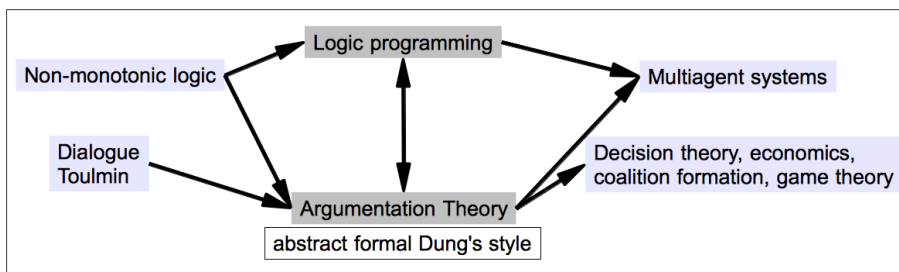 Logic programming
Non-monotonic logic
Multiagent systems
Dialogue
Toulmin
Decision theory, economics,
coalition formation, game theory
Argumentation Theory
abstract formal Dung's style